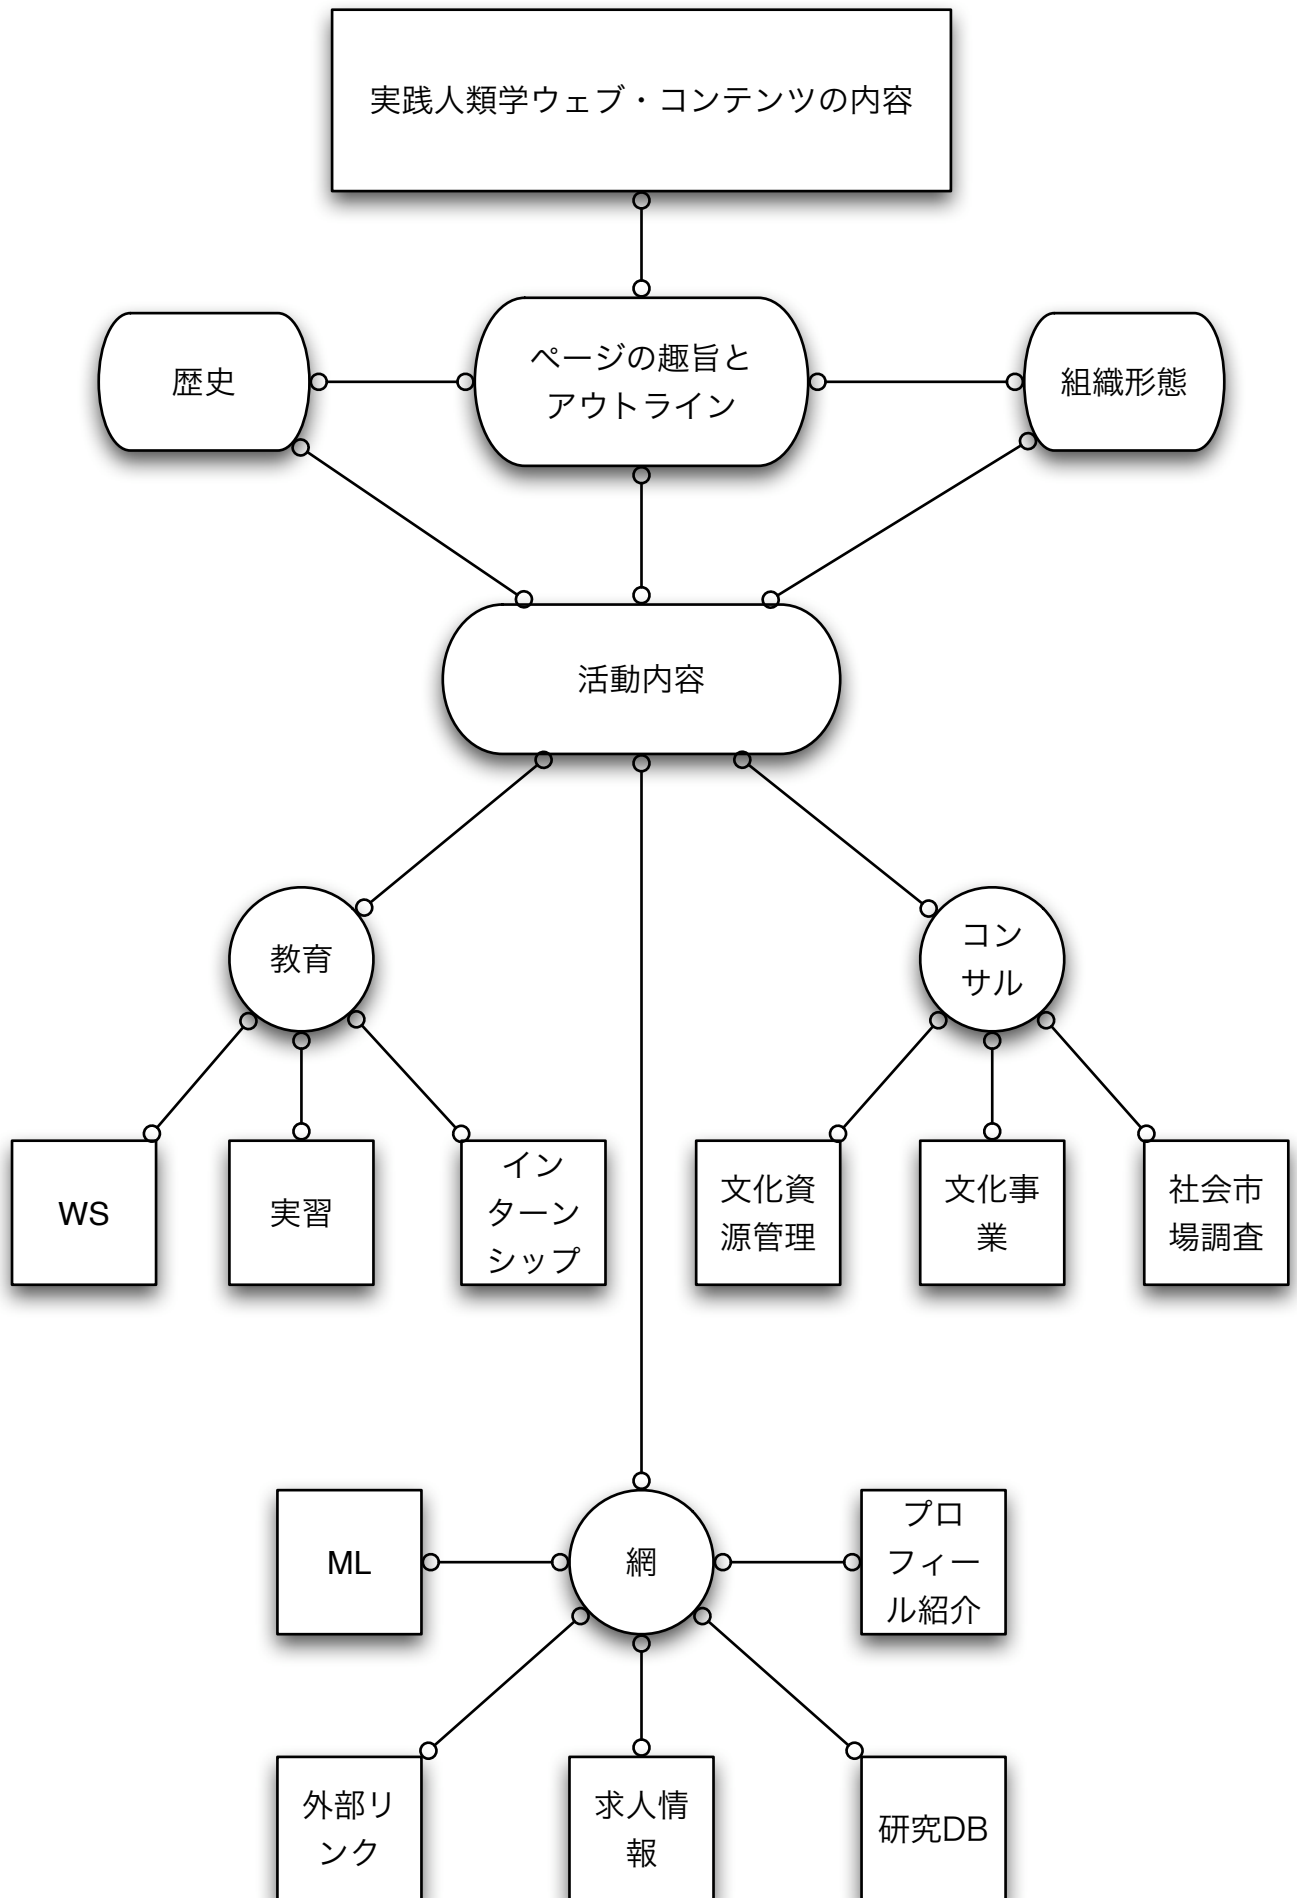 実践人類学ウェブ・コンテンツの内容
歴史
ページの趣旨と
アウトライン
組織形態
活動内容
教育
コン
サル
WS
実習
イン
ターン
シップ
文化資
源管理
文化事
業
社会市
場調査
ML
網
プロ
フィー
ル紹介
外部リ
ンク
求人情
報
研究DB